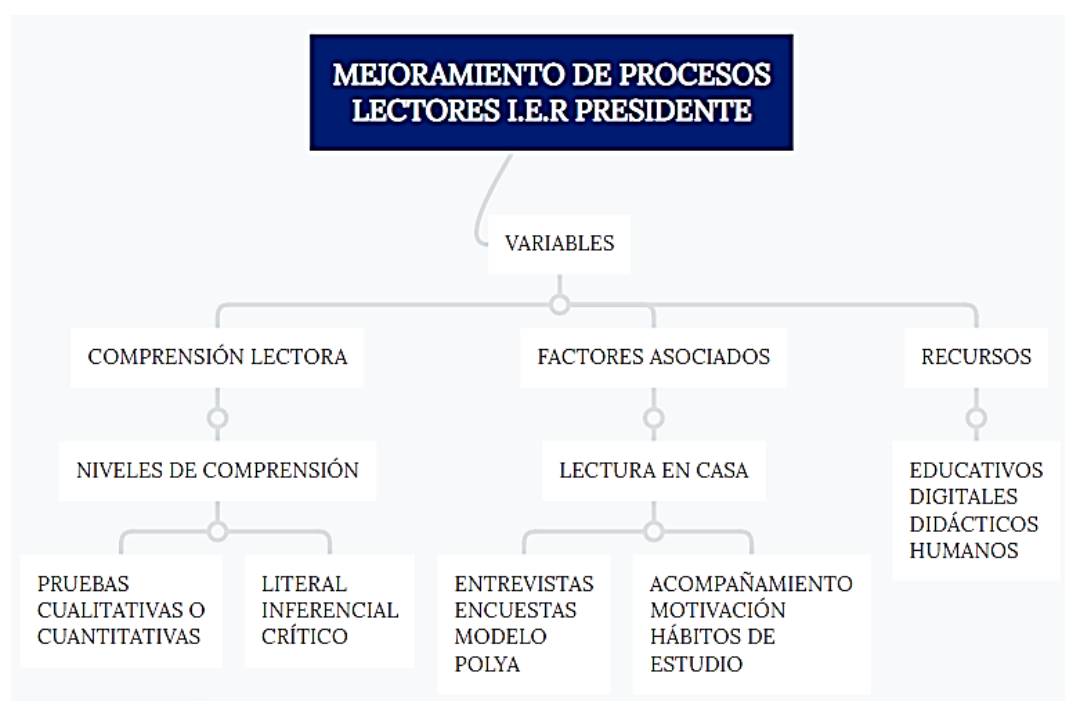 MEJORAMIENTO DE PROCESOS
LECTORES I.E.R PRESIDENTE
VARIABLES
COMPRENSIÓN LECTORA
FACTORES ASOCIADOS
RECURSOS
NIVELES DE COMPRENSIÓN
LECTURA EN CASA
EDUCATIVOS
DIGITALES
DIDÁCTICOS
HUMANOS
PRUEBAS
CUALITATIVAS O
CUANTITATIVAS
LITERAL
INFERENCIAL
CRÍTICO
ENTREVISTAS
ENCUESTAS
MODELO
POLYA
ACOMPAÑAMIENTO
MOTIVACIÓN
HÁBITOS DE
ESTUDIO